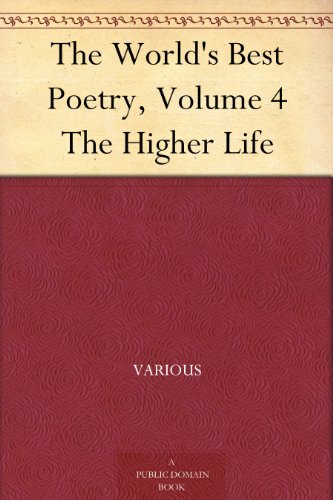 The World's Best
Poetry, Volume 4
The Higher Life
VARIOUS
A
PUBLIC DOMAIN
BOOK